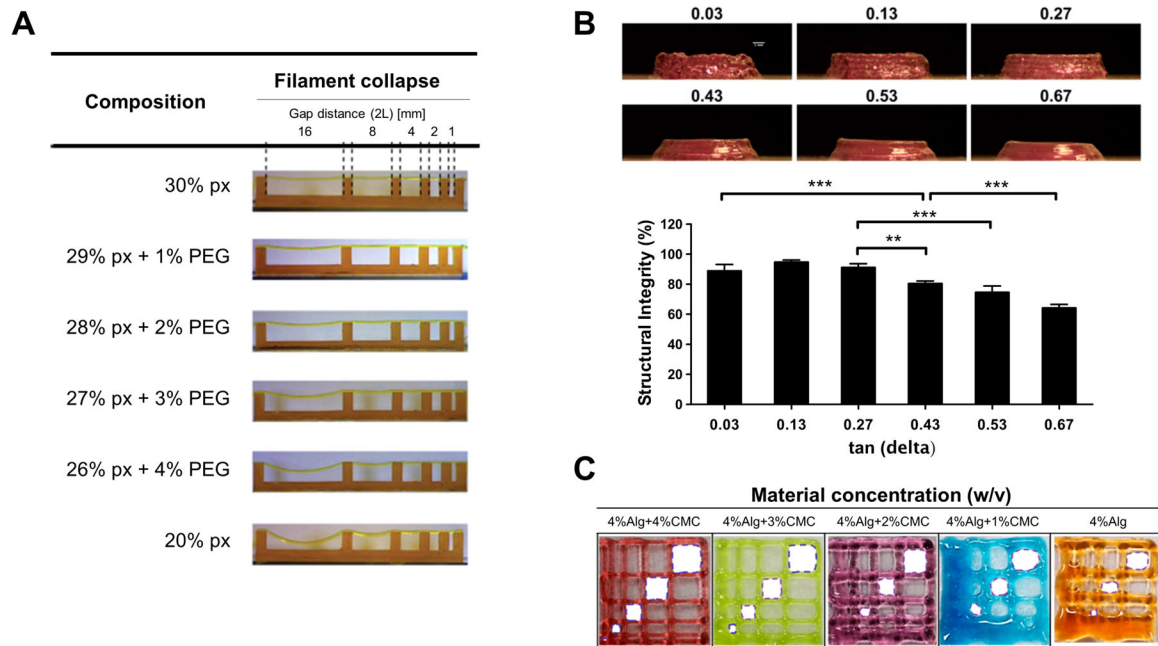 A
Composition
Filament collapse
Gap distance (2L) [mm]
16 8 4 2 1
30% px
29% px + 1% PEG
28% px + 2% PEG
27% px + 3% PEG
26% px + 4% PEG
20% px
B
0.03 0.13 0.27
0.43 0.53 0.67
*** ***
***
**
Structural Integrity (%)
120
100
80
60
40
20
0
0.03 0.13 0.27 0.43 0.53 0.67
tan (delta)
C
Material concentration (w/v)
4%Alg+4%CMC 4%Alg+3%CMC 4%Alg+2%CMC 4%Alg+1%CMC 4%Alg